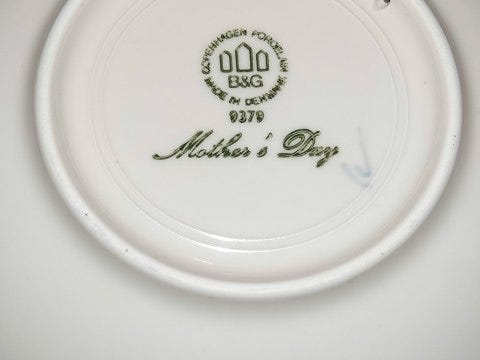 COPENHAGEN PORCELAIN
B&G
MADE IN DENMARK
9379
Mother's Day